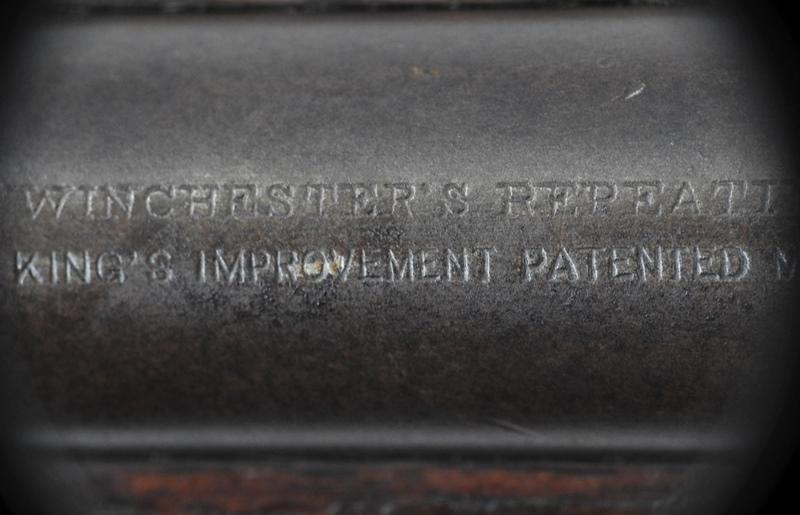 WINCHESTER'S REPEATI
KING'S IMPROVEMENT PATENTED M